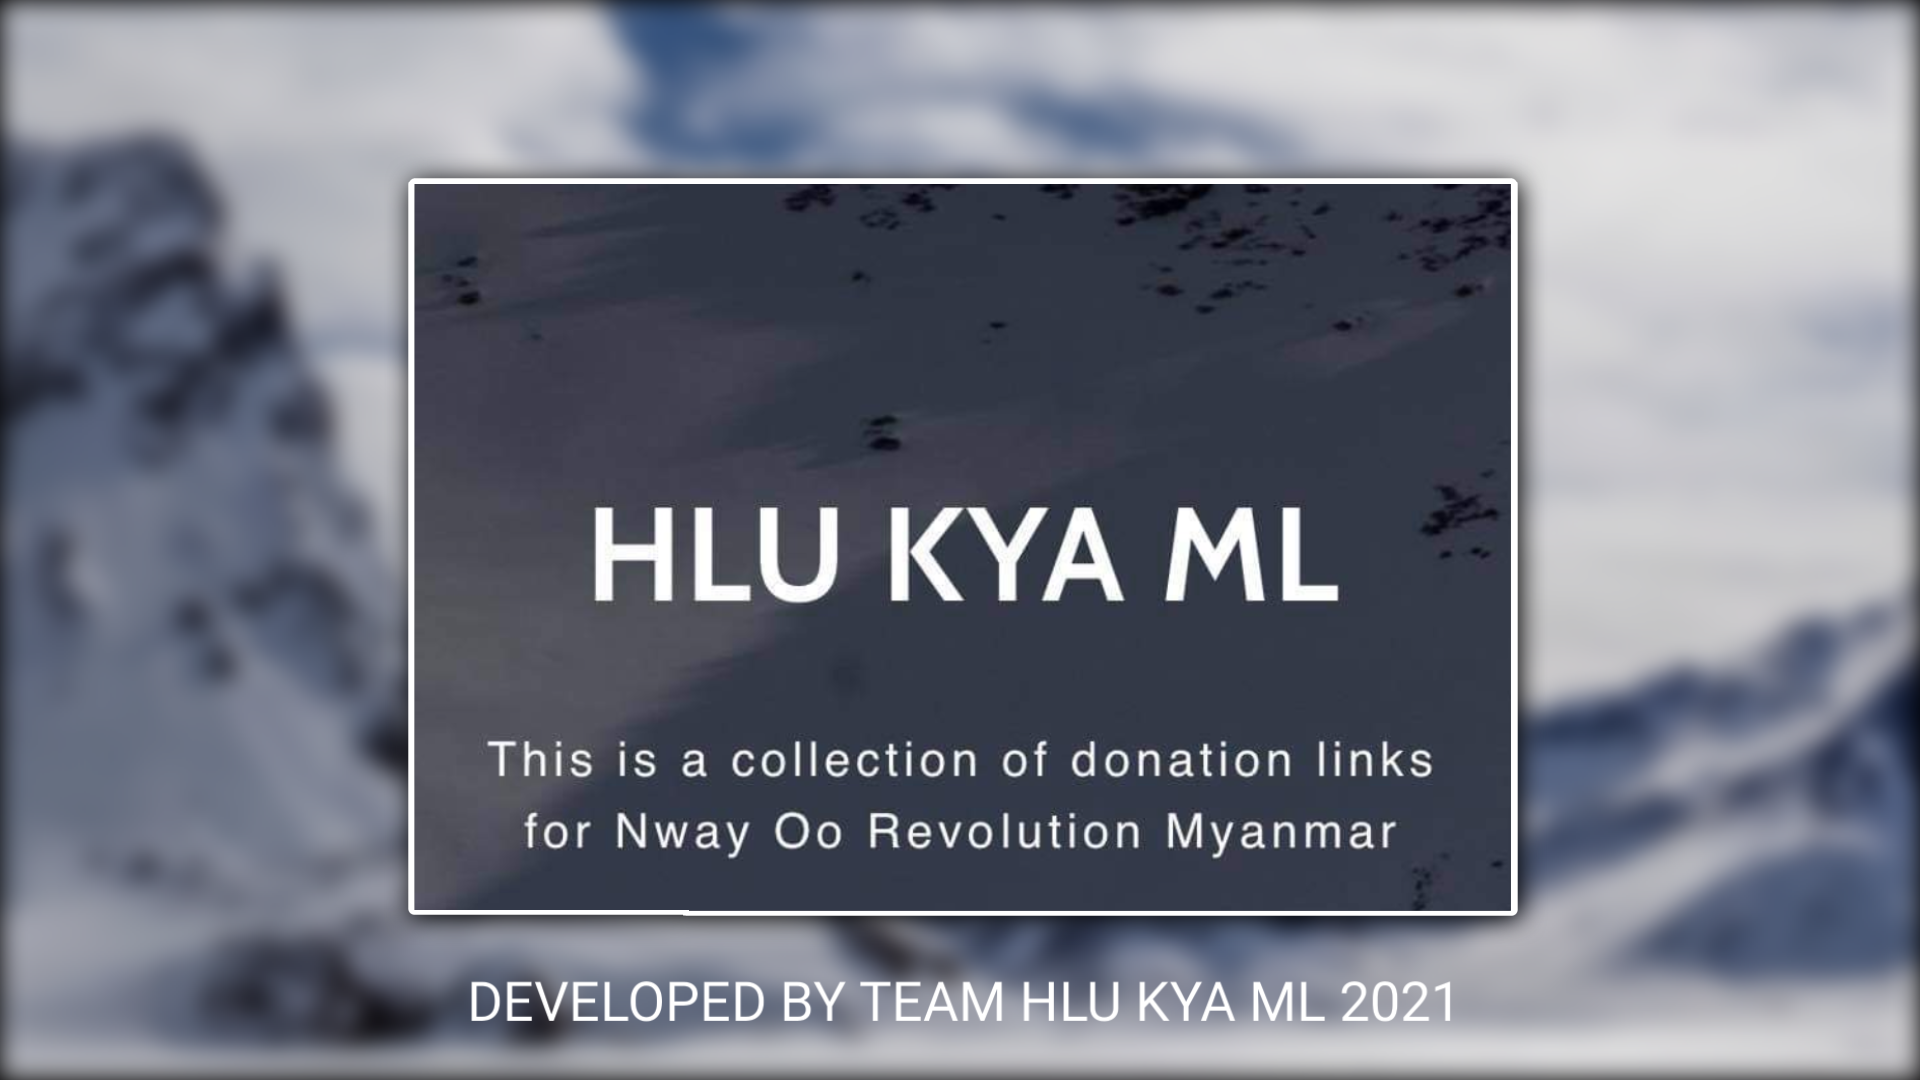 HLU KYA ML
This is a collection of donation links
for Nway Oo Revolution Myanmar
DEVELOPED BY TEAM HLU KYA ML 2021